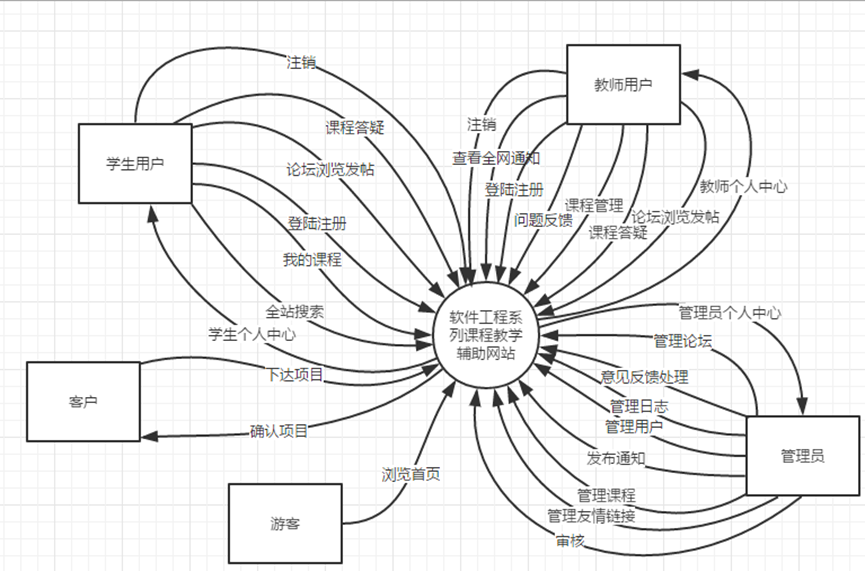 注销
教师用户
课程答疑
注销
学生用户
查看全网通知
论坛浏览发帖
登陆注册
教师个人中心
课程管理
登陆注册
问题反馈
论坛浏览发帖
课程答疑
我的课程
全站搜索
管理员个人中心
软件工程系
列课程教学
辅助网站
学生个人中心
管理论坛
下达项目
意见反馈处理
客户
管理日志
管理用户
确认项目
发布通知
管理员
浏览首页
管理课程
管理友情链接
游客
审核